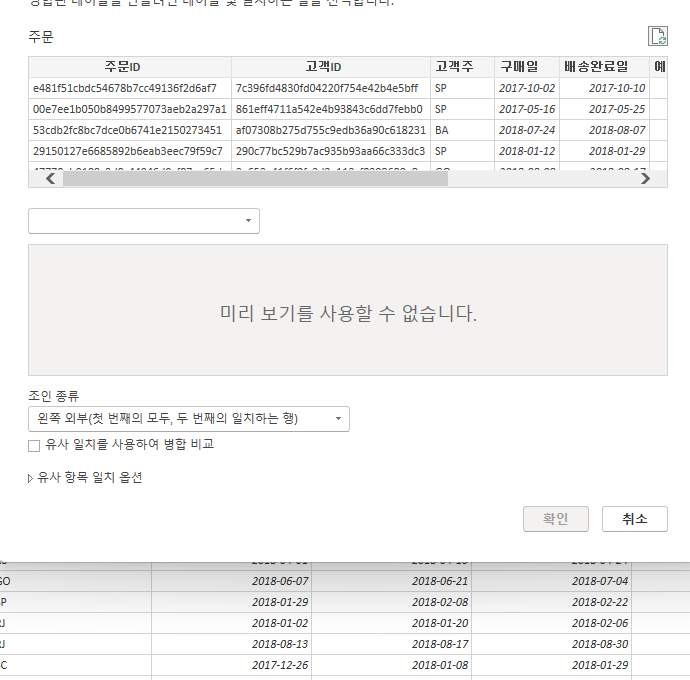 주문
주문ID 고객ID 고객주 구매일 배송완료일 예
e481f51cbdc54678b7cc49136f2d6af7 7c396fd4830fd04220f754e42b4e5bff SP 2017-10-02 2017-10-10
00e7ee1b050b8499577073aeb2a297a1 861eff4711a542e4b93843c6dd7febb0 SP 2017-05-16 2017-05-25
53cdb2fc8bc7dce0b6741e2150273451 af07308b275d755c9edb36a90c618231 BA 2018-07-24 2018-08-07
29150127e6685892b6eab3eec79f59c7 290c77bc529b7ac935b93aa66c333dc3 SP 2018-01-12 2018-01-29
미리 보기를 사용할 수 없습니다.
조인 종류
왼쪽 외부(첫 번째의 모두, 두 번째의 일치하는 행)
유사 일치를 사용하여 병합 비교
유사 항목 일치 옵션
확인 취소
GO 2018-06-07 2018-06-21 2018-07-04
2018-01-29 2018-02-08 2018-02-22
2018-01-02 2018-01-20 2018-02-06
2018-08-13 2018-08-17 2018-08-30
2017-12-26 2018-01-08 2018-01-29